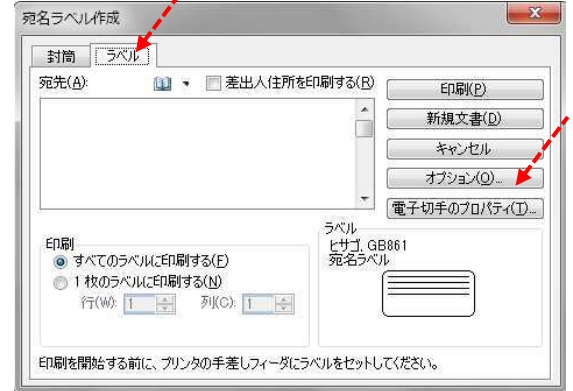 宛名ラベル作成
封筒 ラベル
宛先(A): 差出人住所を印刷する(R)
印刷(P)
新規文書(D)
キャンセル
オプション(O)...
電子切手のプロパティ(T)...
印刷
すべてのラベルに印刷する(F)
1 枚のラベルに印刷する(N)
行(W): 1 列(C): 1
ラベル
ヒサゴ, GB861
宛名ラベル
印刷を開始する前に、プリンタの手差しフィーダにラベルをセットしてください。